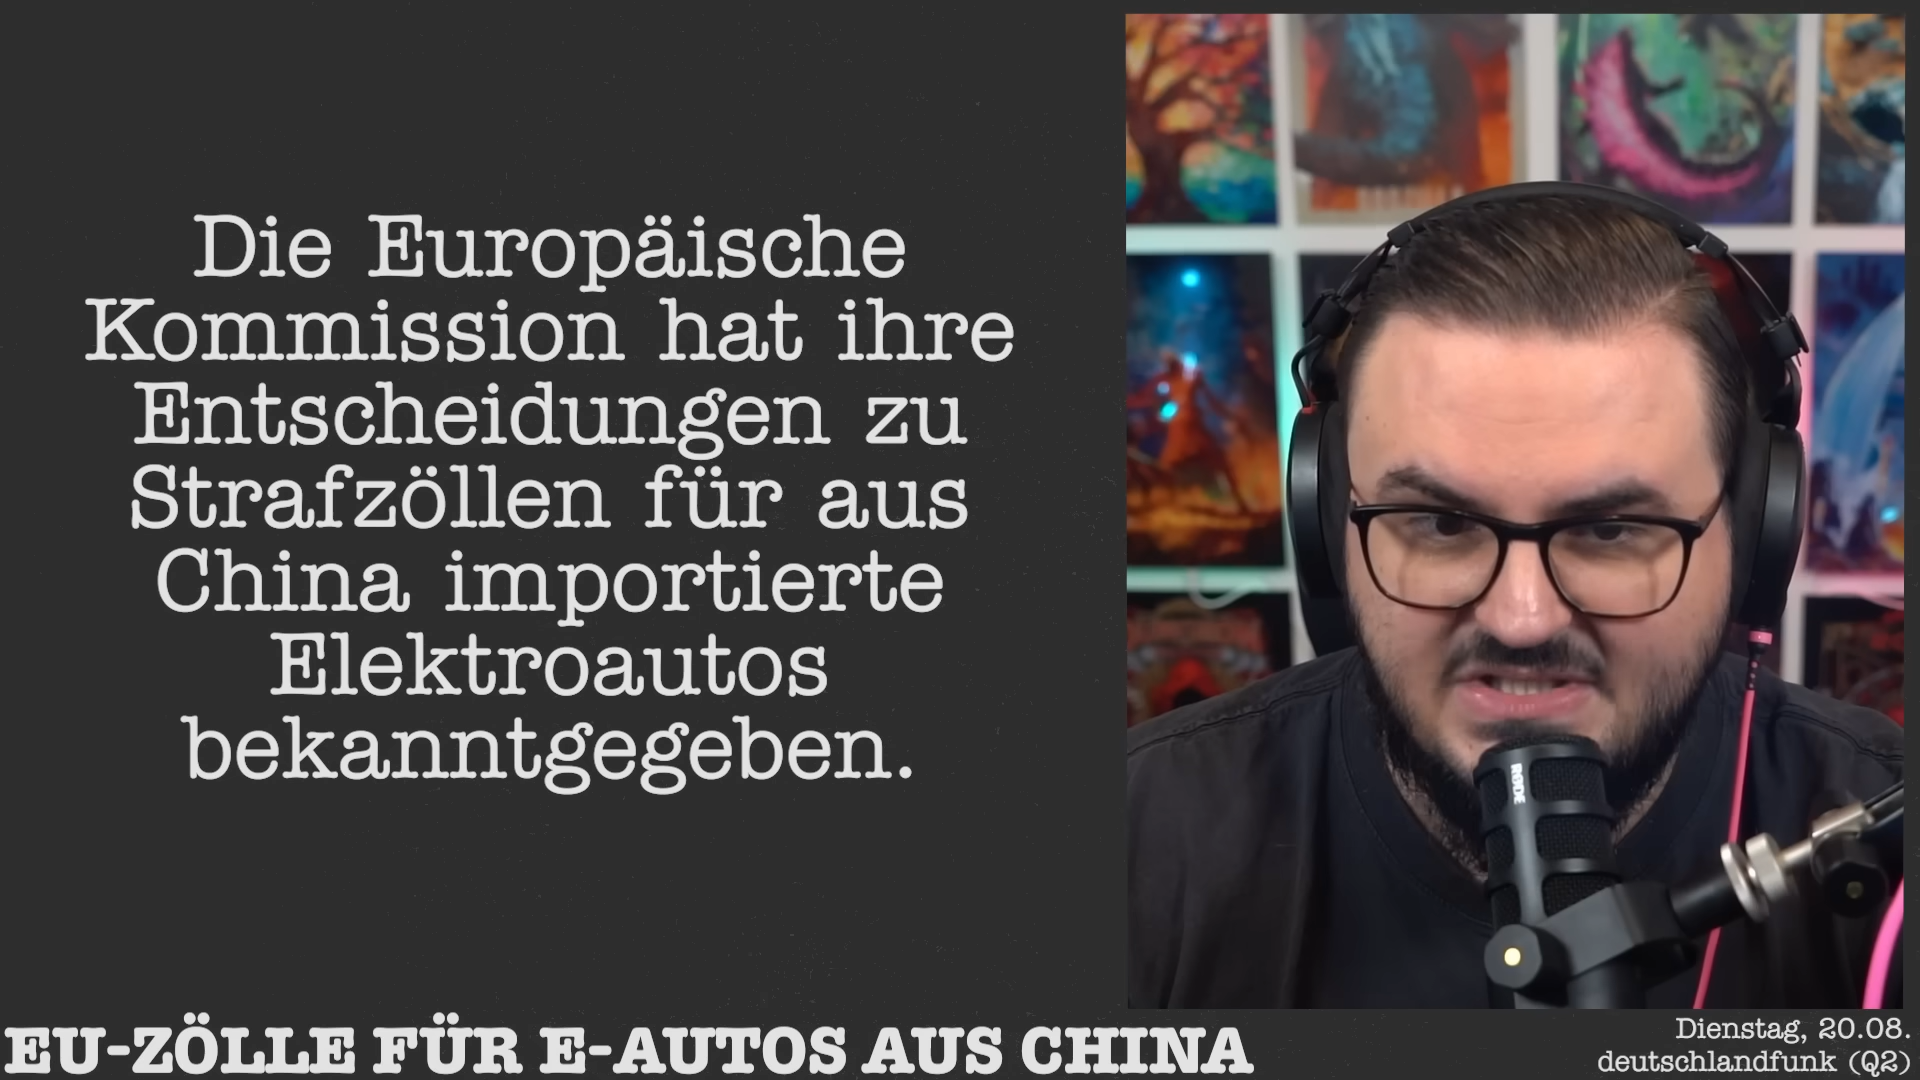 Die Europäische
Kommission hat ihre
Entscheidungen zu
Strafzöllen für aus
China importierte
Elektroautos
bekanntgegeben.
RØDE
EU-ZÖLLE FÜR E-AUTOS AUS CHINA
Dienstag, 20.08.
deutschlandfunk (Q2)